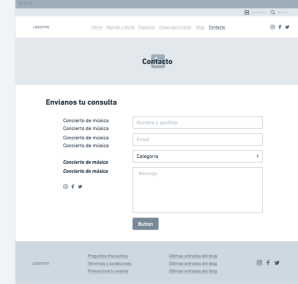 LOGOTIPO
Home Agenda cultural Espacios Cosas para hacer Blog Contacto
Contacto
Envianos tu consulta
Concierto de música
Concierto de música
Concierto de música
Concierto de música
Concierto de música
Concierto de música
Nombre y apellido
Email
Categoría
Mensaje
Button
LOGOTIPO
Preguntas frecuentes
Términos y condiciones
Promocioná tu evento
Últimas entradas del blog
Últimas entradas del blog
Últimas entradas del blog